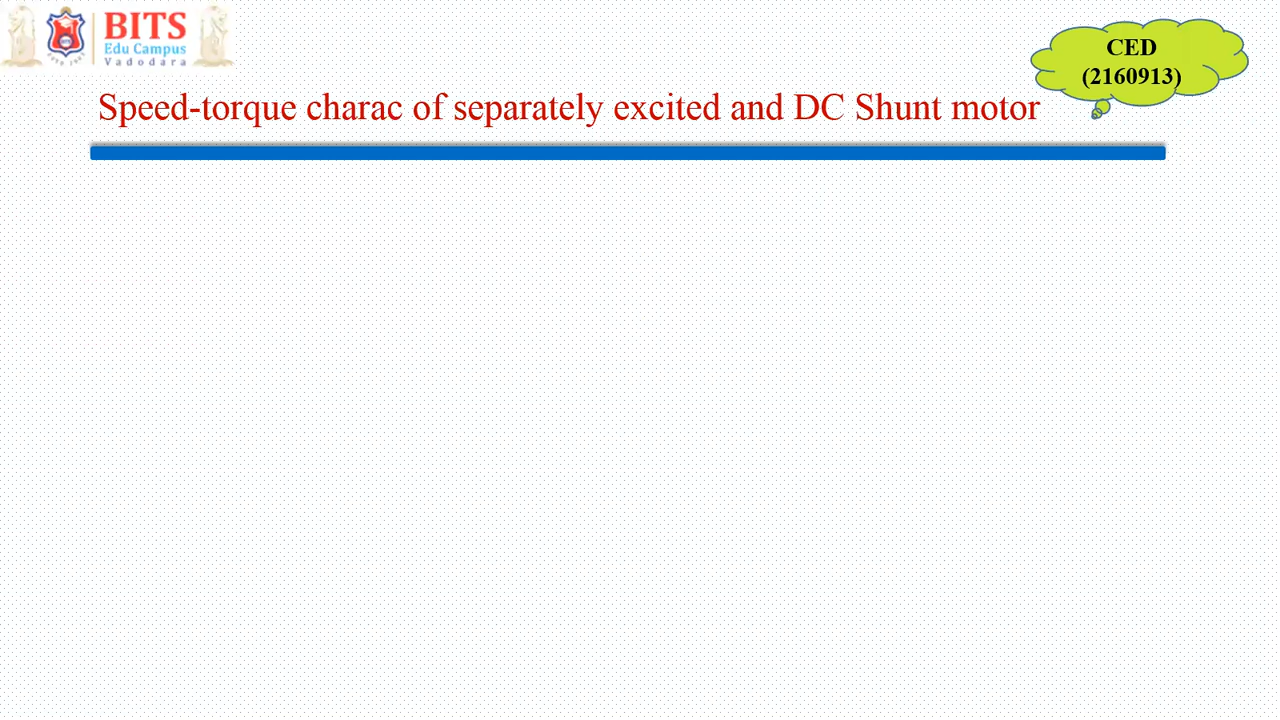 BITS
Edu Campus
Vadodara
CED
(2160913)
Speed-torque charac of separately excited and DC Shunt motor